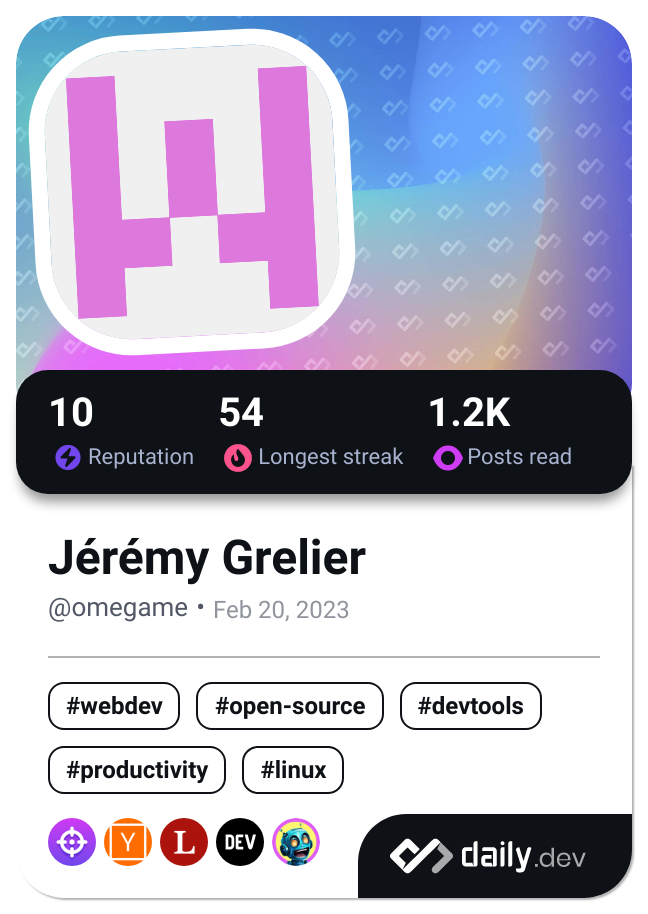 10 54 1.2K
Reputation Longest streak Posts read
Jérémy Grelier
@omegame • Feb 20, 2023
#webdev #open-source #devtools
#productivity #linux
Y L DEV
daily.dev